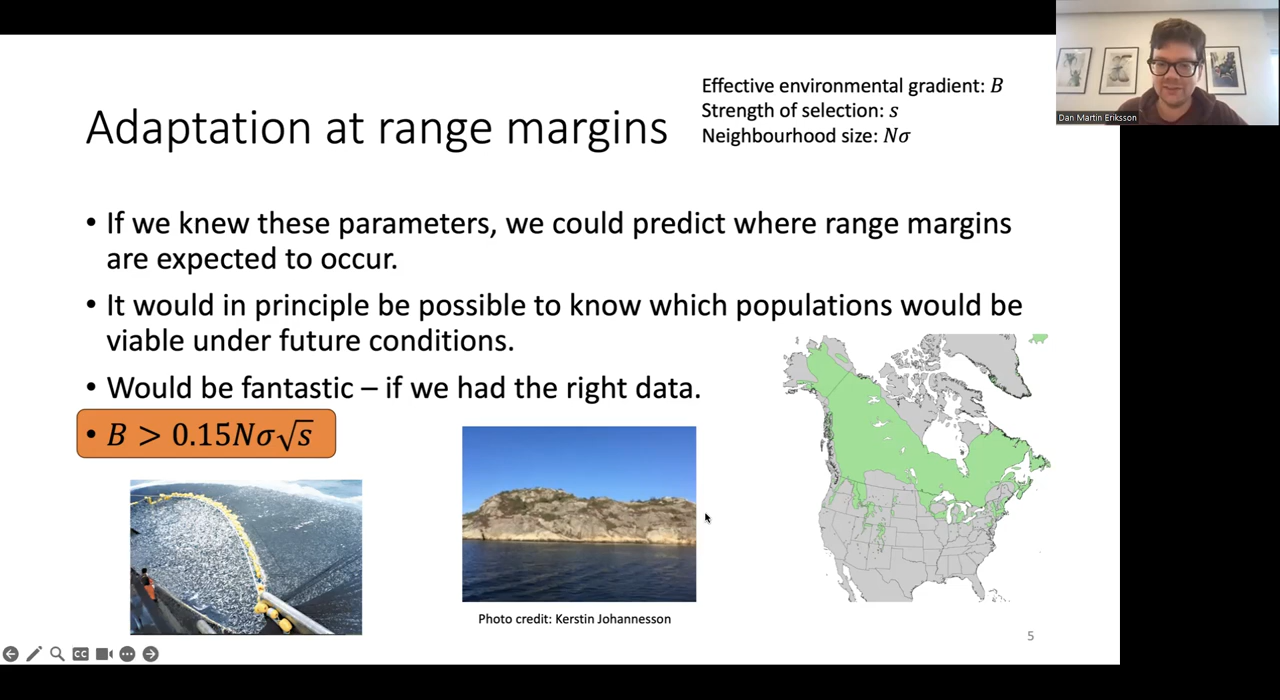 Effective environmental gradient: B
Strength of selection: s
Neighbourhood size: Nσ
Dan Martin Eriksson
Adaptation at range margins
• If we knew these parameters, we could predict where range margins
are expected to occur.
• It would in principle be possible to know which populations would be
viable under future conditions.
• Would be fantastic – if we had the right data.
• B > 0.15Nσ√s
Photo credit: Kerstin Johannesson
5
CC